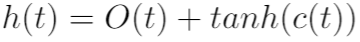 h(t) = O(t) + tanh(c(t))